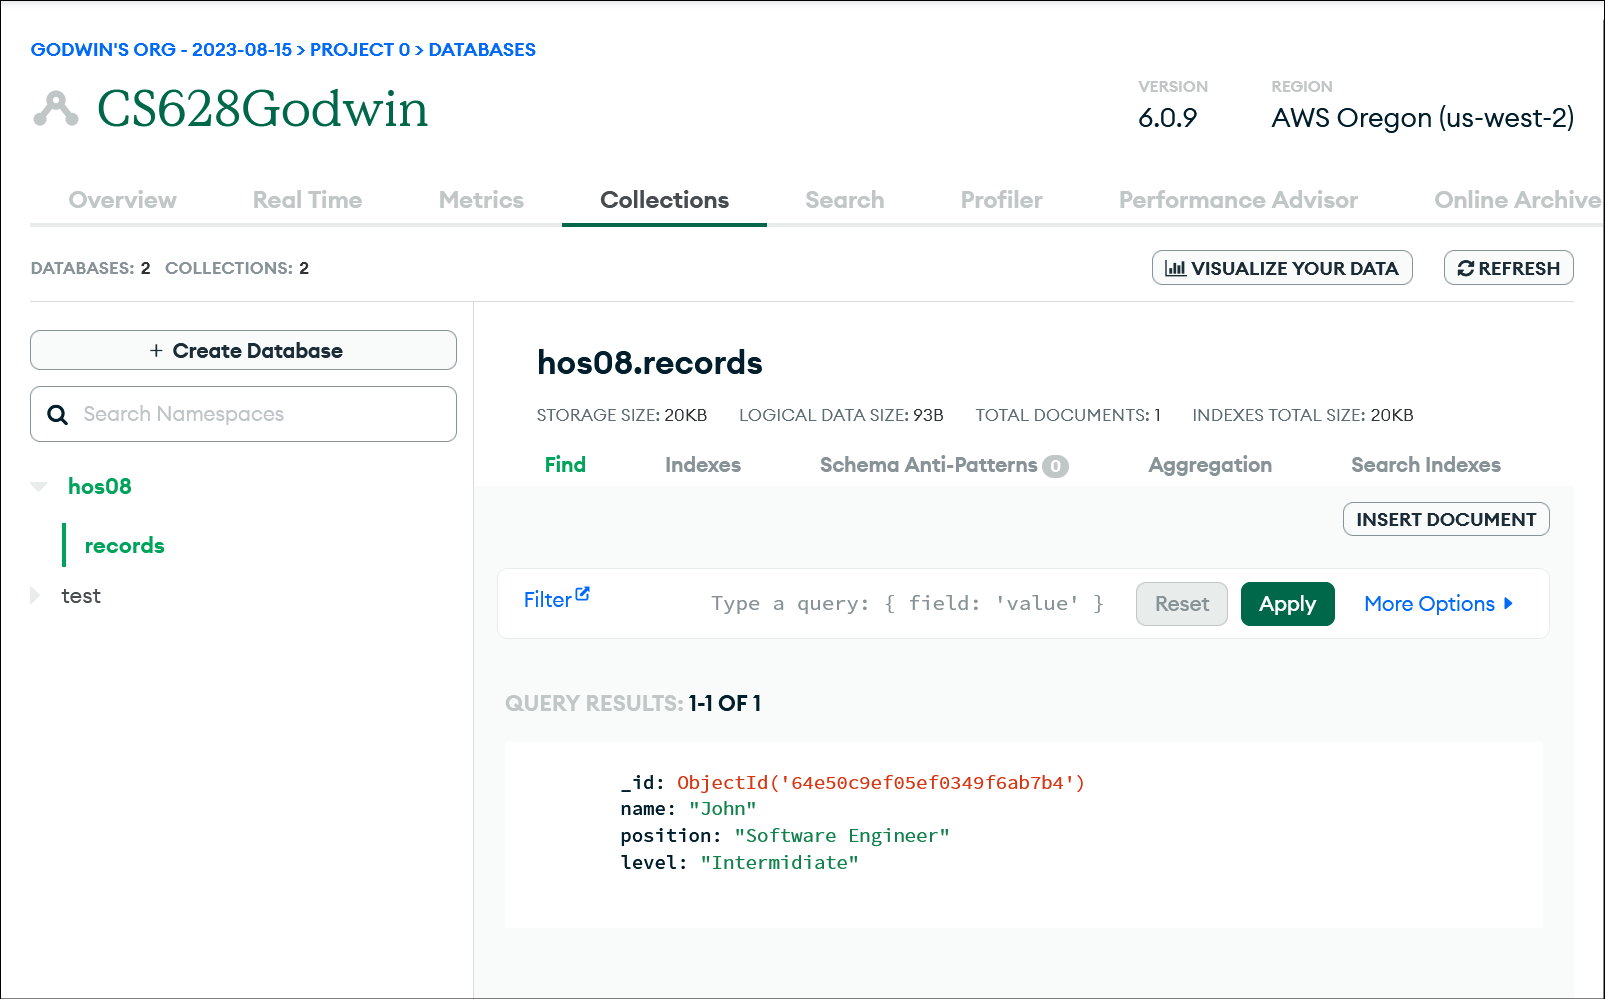 GODWIN'S ORG - 2023-08-15 > PROJECT 0 > DATABASES
CS628Godwin
VERSION
6.0.9
REGION
AWS Oregon (us-west-2)
Overview Real Time Metrics Collections Search Profiler Performance Advisor Online Archive
DATABASES: 2 COLLECTIONS: 2
VISUALIZE YOUR DATA
REFRESH
+ Create Database
Search Namespaces
hos08
records
test
hos08.records
STORAGE SIZE: 20KB LOGICAL DATA SIZE: 93B TOTAL DOCUMENTS: 1 INDEXES TOTAL SIZE: 20KB
Find Indexes Schema Anti-Patterns 0 Aggregation Search Indexes
INSERT DOCUMENT
Filter Type a query: { field: 'value' } Reset Apply More Options
QUERY RESULTS: 1-1 OF 1
_id: ObjectId('64e50c9ef05ef0349f6ab7b4')
name: "John"
position: "Software Engineer"
level: "Intermidiate"